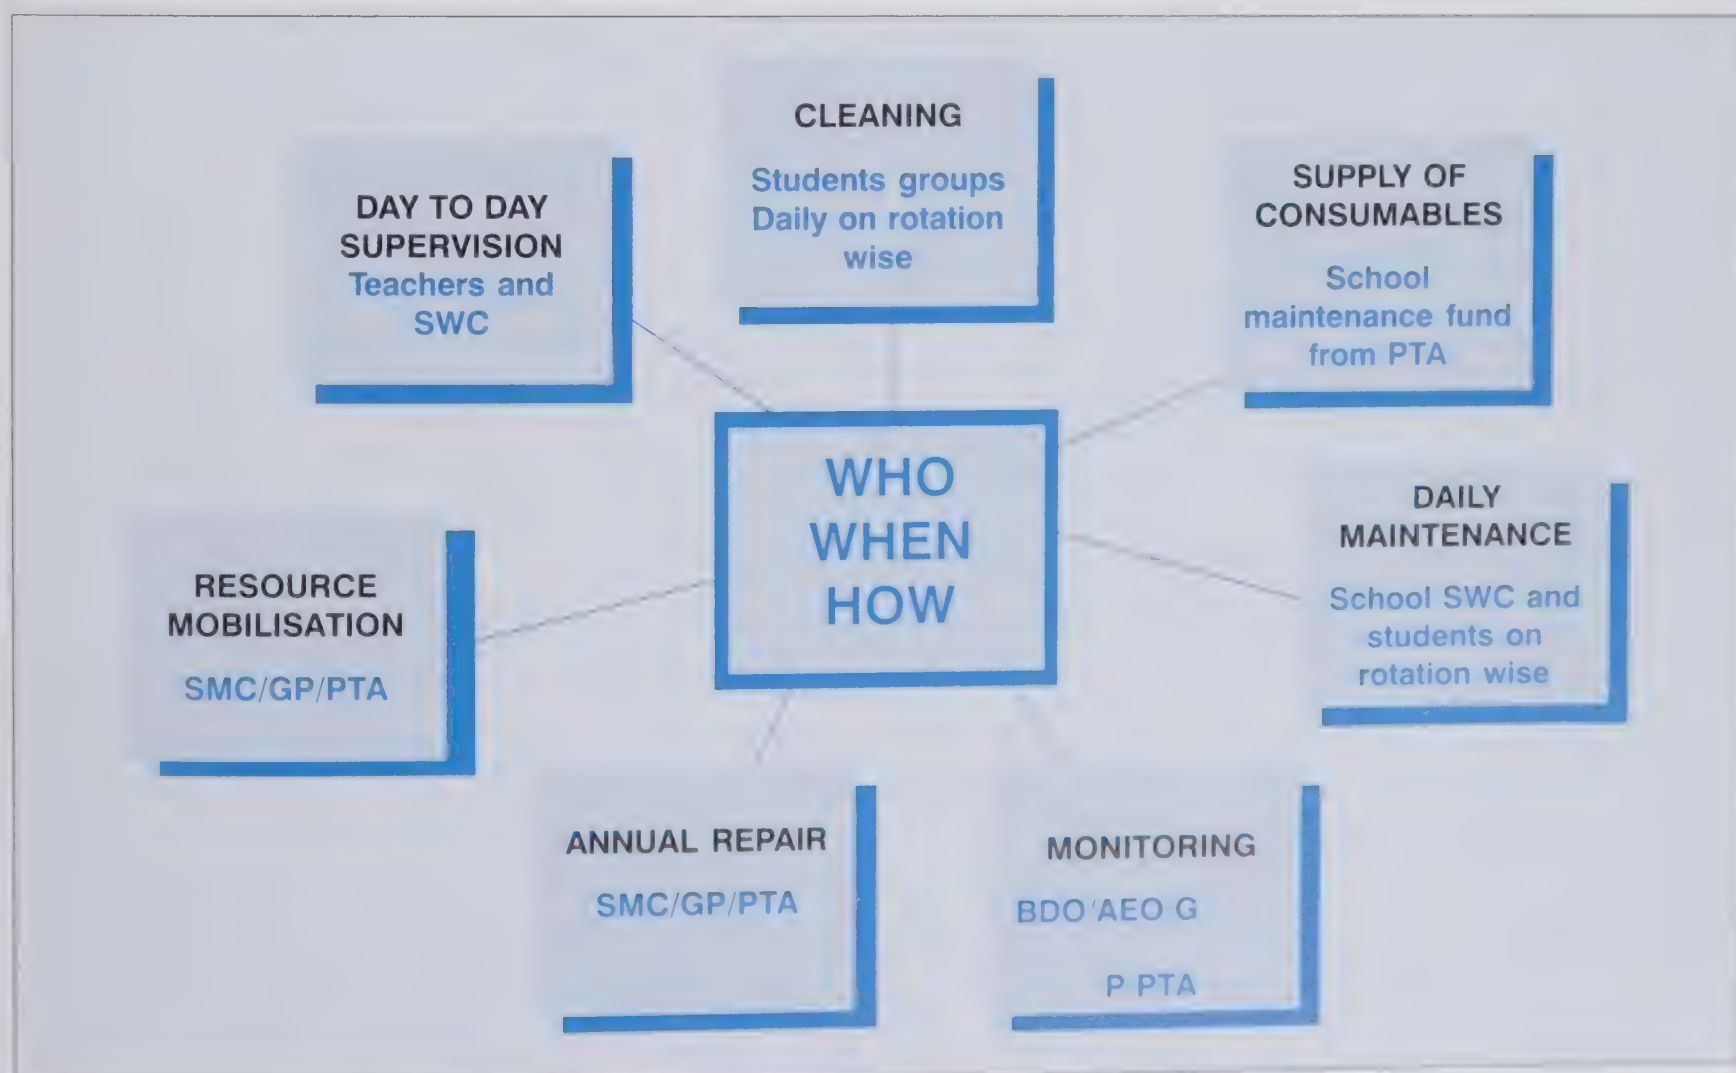 CLEANING
Students groups
Daily on rotation
wise
DAY TO DAY
SUPERVISION
Teachers and
SWC
SUPPLY OF
CONSUMABLES
School
maintenance fund
from PTA
WHO
WHEN
HOW
DAILY
MAINTENANCE
School SWC and
students on
rotation wise
RESOURCE
MOBILISATION
SMC/GP/PTA
ANNUAL REPAIR
SMC/GP/PTA
MONITORING
BDO/AEO G
P PTA